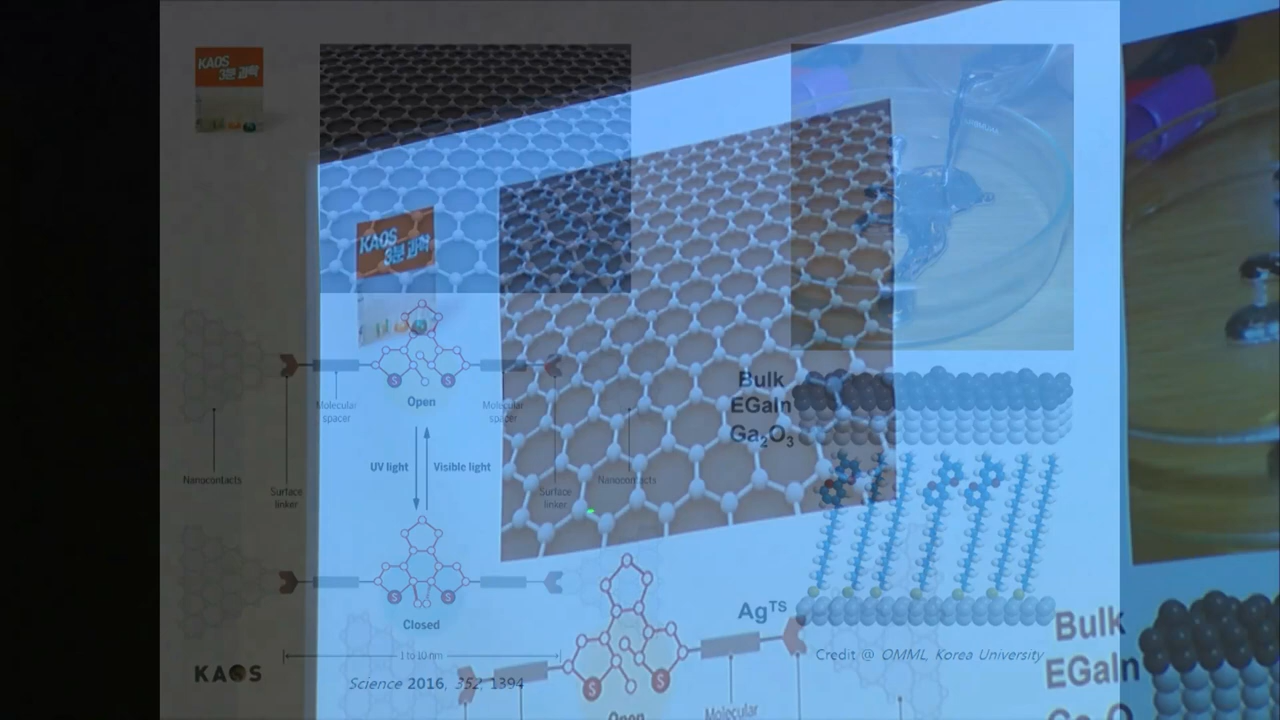 KAOS
3분 과학
KAOS
3분 과학
Open
Molecular
spacer
Molecular
spacer
UV light
Visible light
Nanocontacts
Surface
linker
Surface
linker
Nanocontacts
Closed
1 to 10 nm
KAOS
Science 2016, 352, 1394
Bulk
EGaIn
Ga₂O₃
Ag^TS
Credit @ OMML, Korea University
S
S
S
S
S
S
Open
Molecular
Bulk
EGaIn